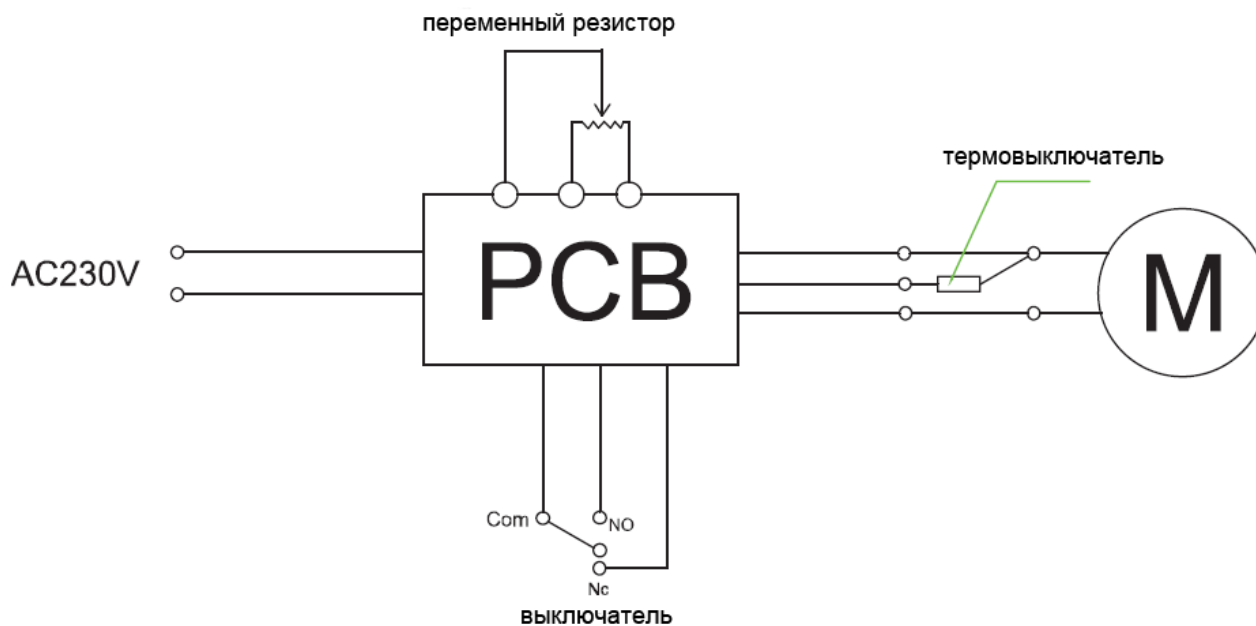 переменный резистор
термовыключатель
AC230V
PCB
M
Com
NO
Nc
выключатель